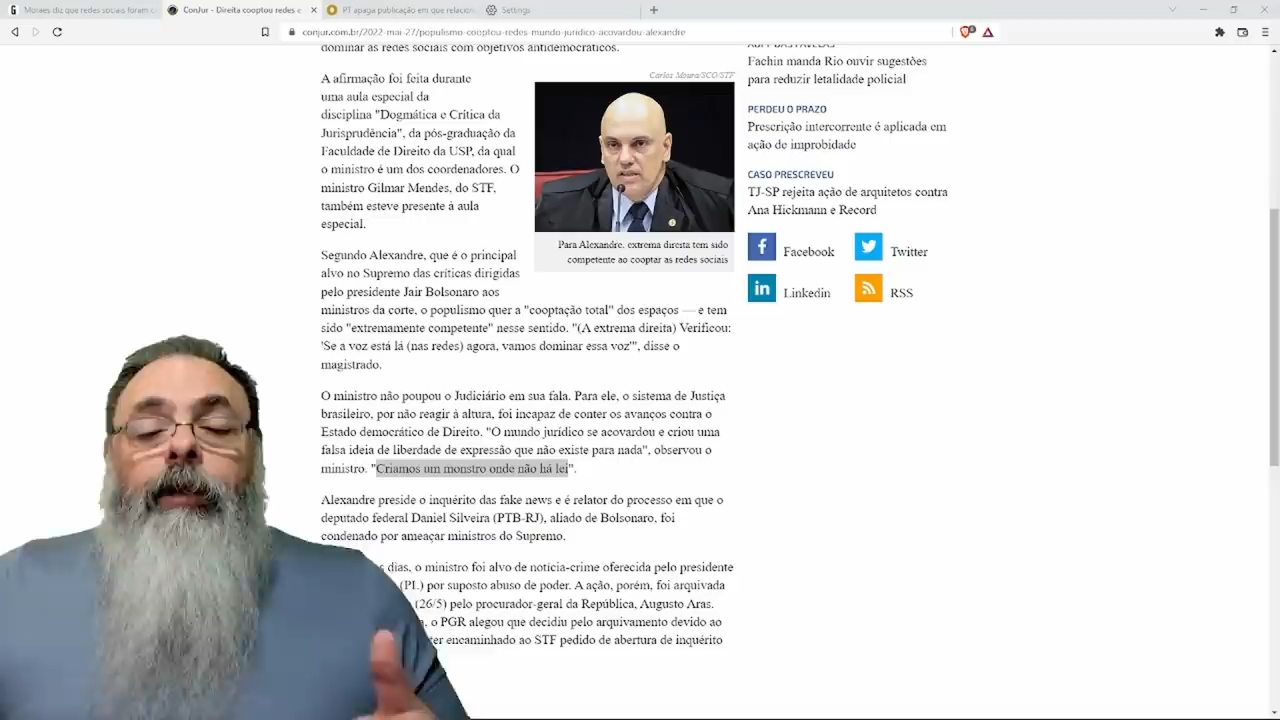 Moraes diz que redes sociais foram c
ConJur - Direita cooptou redes e
PT apaga publicação em que relacion
Settings
conjur.com.br/2022-mai-27/populismo-cooptou-redes-mundo-juridico-acovardou-alexandre
dominar as redes sociais com objetivos antidemocráticos.
A afirmação foi feita durante
uma aula especial da
disciplina "Dogmática e Crítica da
Jurisprudência", da pós-graduação da
Faculdade de Direito da USP, da qual
o ministro é um dos coordenadores. O
ministro Gilmar Mendes, do STF,
também esteve presente à aula
especial.
Carlos Moura/SCO/STF
Para Alexandre, extrema direita tem sido
competente ao cooptar as redes sociais
Segundo Alexandre, que é o principal
alvo no Supremo das críticas dirigidas
pelo presidente Jair Bolsonaro aos
ministros da corte, o populismo quer a "cooptação total" dos espaços — e tem
sido "extremamente competente" nesse sentido. "(A extrema direita) Verificou:
'Se a voz está lá (nas redes) agora, vamos dominar essa voz'", disse o
magistrado.
O ministro não poupou o Judiciário em sua fala. Para ele, o sistema de Justiça
brasileiro, por não reagir à altura, foi incapaz de conter os avanços contra o
Estado democrático de Direito. "O mundo jurídico se acovardou e criou uma
falsa ideia de liberdade de expressão que não existe para nada", observou o
ministro. "Criamos um monstro onde não há lei".
Alexandre preside o inquérito das fake news e é relator do processo em que o
deputado federal Daniel Silveira (PTB-RJ), aliado de Bolsonaro, foi
condenado por ameaçar ministros do Supremo.
s dias, o ministro foi alvo de notícia-crime oferecida pelo presidente
(PL) por suposto abuso de poder. A ação, porém, foi arquivada
(26/5) pelo procurador-geral da República, Augusto Aras.
, o PGR alegou que decidiu pelo arquivamento devido ao
ter encaminhado ao STF pedido de abertura de inquérito
Fachin manda Rio ouvir sugestões
para reduzir letalidade policial
PERDEU O PRAZO
Prescrição intercorrente é aplicada em
ação de improbidade
CASO PRESCREVEU
TJ-SP rejeita ação de arquitetos contra
Ana Hickmann e Record
Facebook
Twitter
Linkedin
RSS